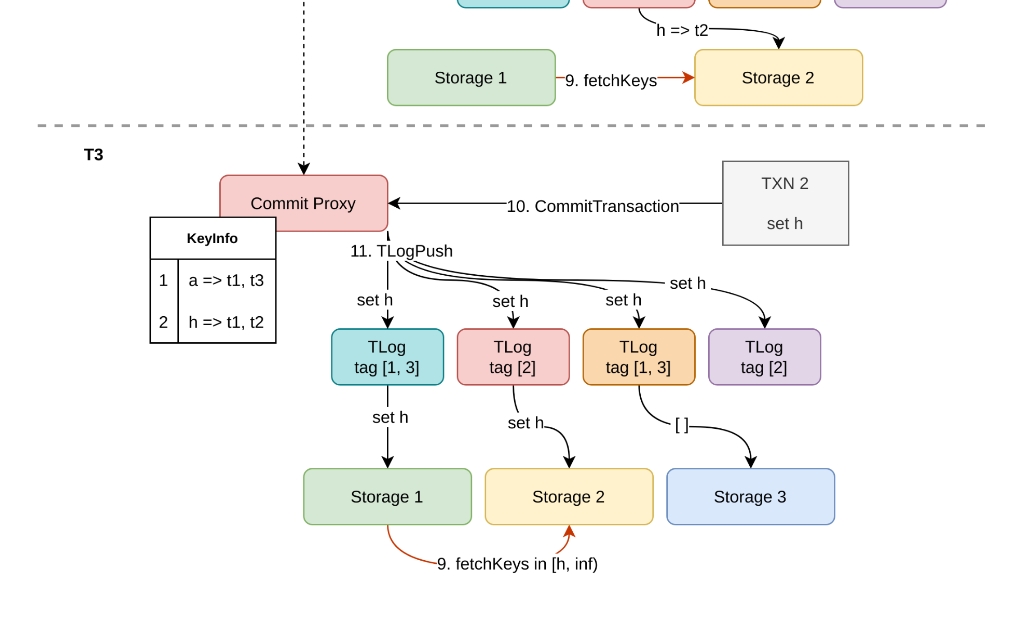 h => t2
Storage 1
9. fetchKeys
Storage 2
T3
Commit Proxy
10. CommitTransaction
TXN 2
set h
KeyInfo
1 a => t1, t3
2 h => t1, t2
11. TLogPush
set h
set h
set h
set h
TLog
tag [1, 3]
TLog
tag [2]
TLog
tag [1, 3]
TLog
tag [2]
set h
set h
[ ]
Storage 1
Storage 2
Storage 3
9. fetchKeys in [h, inf)